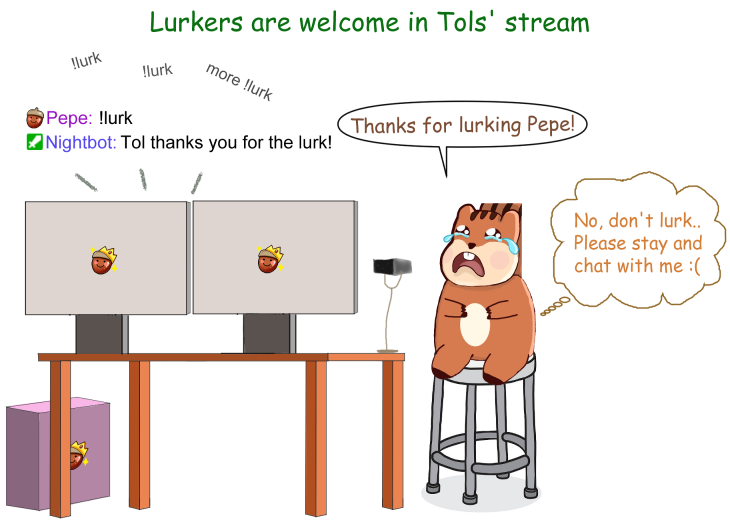 Lurkers are welcome in Tols' stream
!lurk
!lurk
more !lurk
Pepe: !lurk
Nightbot: Tol thanks you for the lurk!
Thanks for lurking Pepe!
No, don't lurk..
Please stay and
chat with me :(